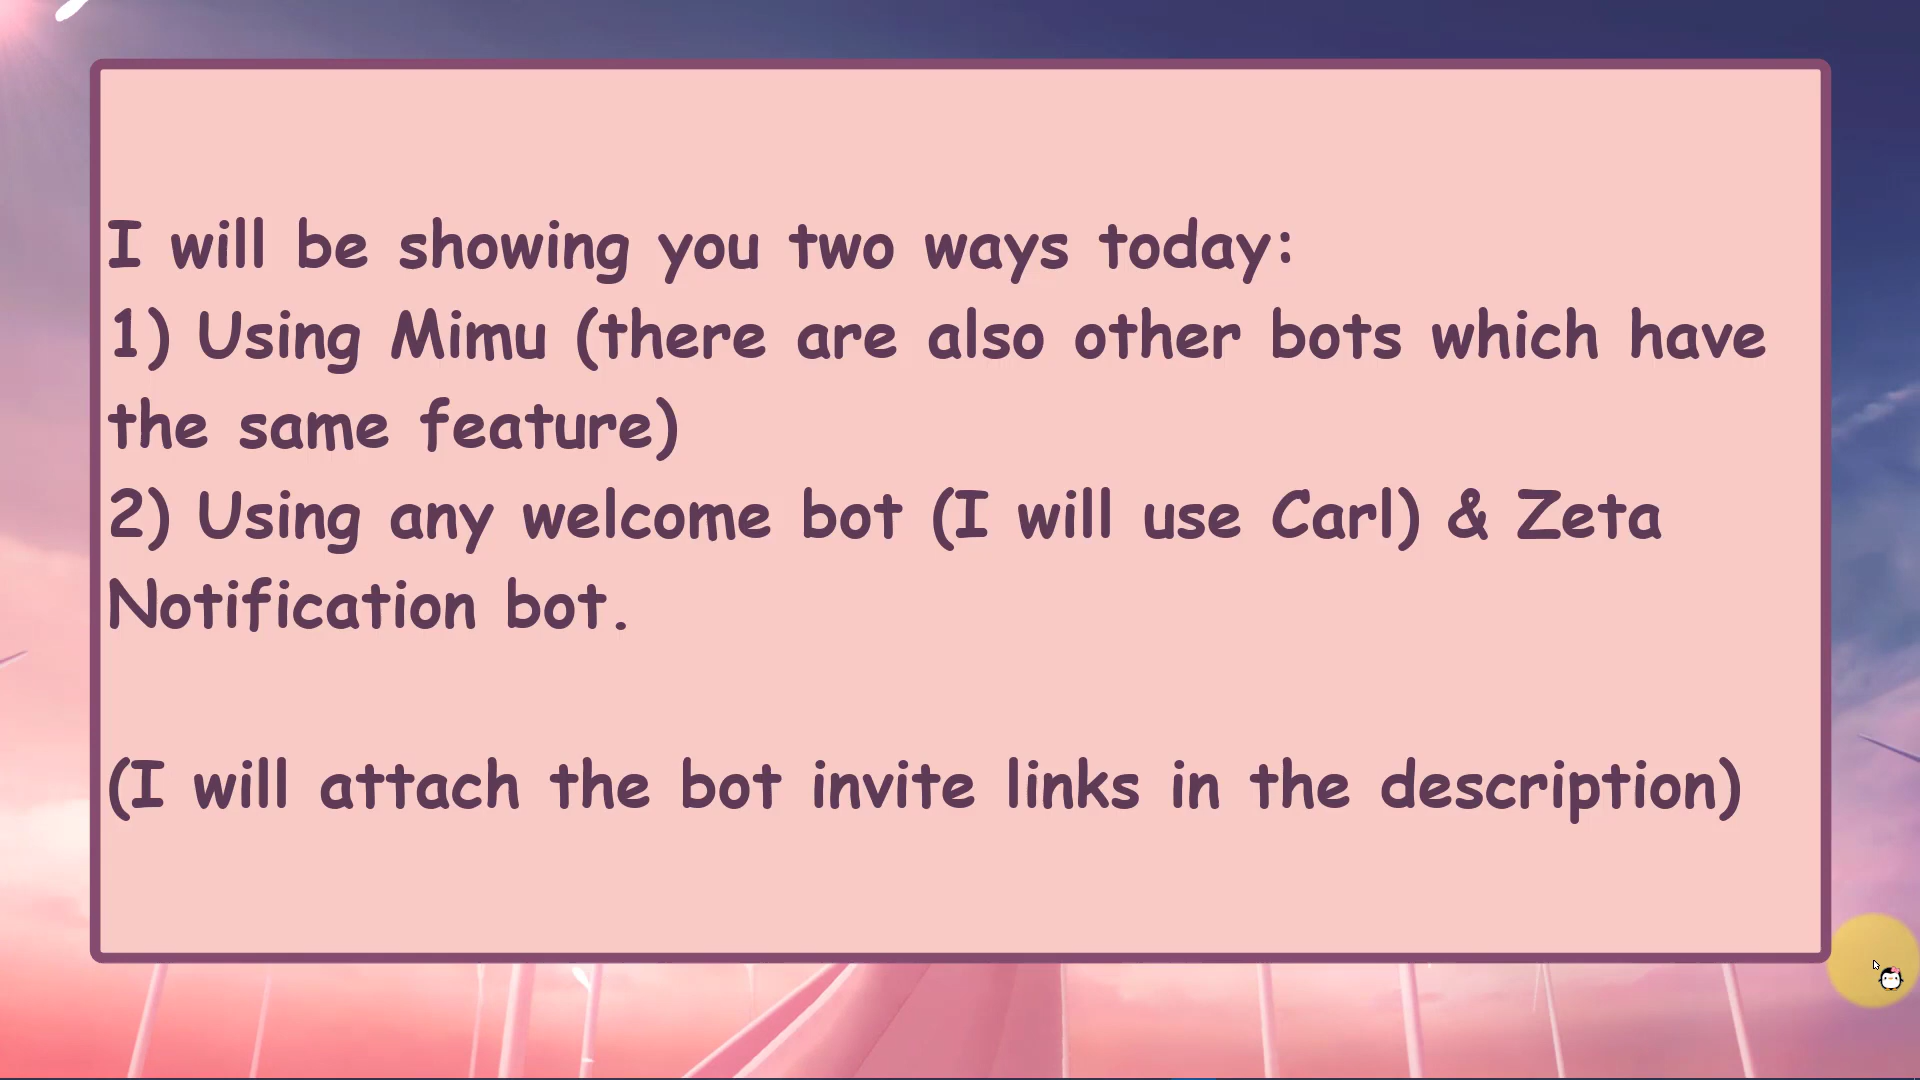 I will be showing you two ways today:
1) Using Mimu (there are also other bots which have
the same feature)
2) Using any welcome bot (I will use Carl) & Zeta
Notification bot.
(I will attach the bot invite links in the description)